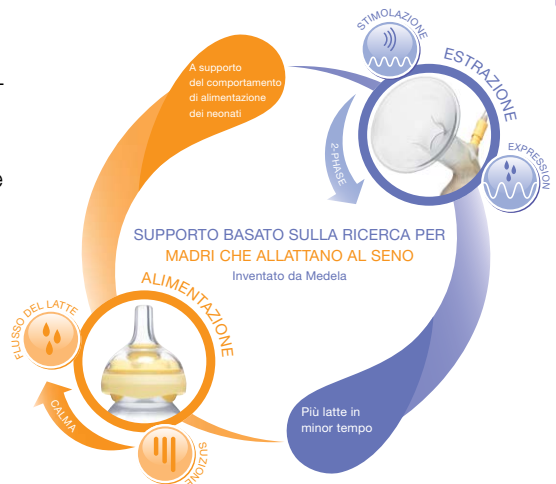 STIMOLAZIONE
ESTRAZIONE
A supporto
del comportamento
di alimentazione
dei neonati
2-PHASE
EXPRESSION
e
SUPPORTO BASATO SULLA RICERCA PER
MADRI CHE ALLATTANO AL SENO
Inventato da Medela
ALIMENTAZIONE
FLUSSO DEL LATTE
CALMA
SUZIONE
Più latte in
minor tempo